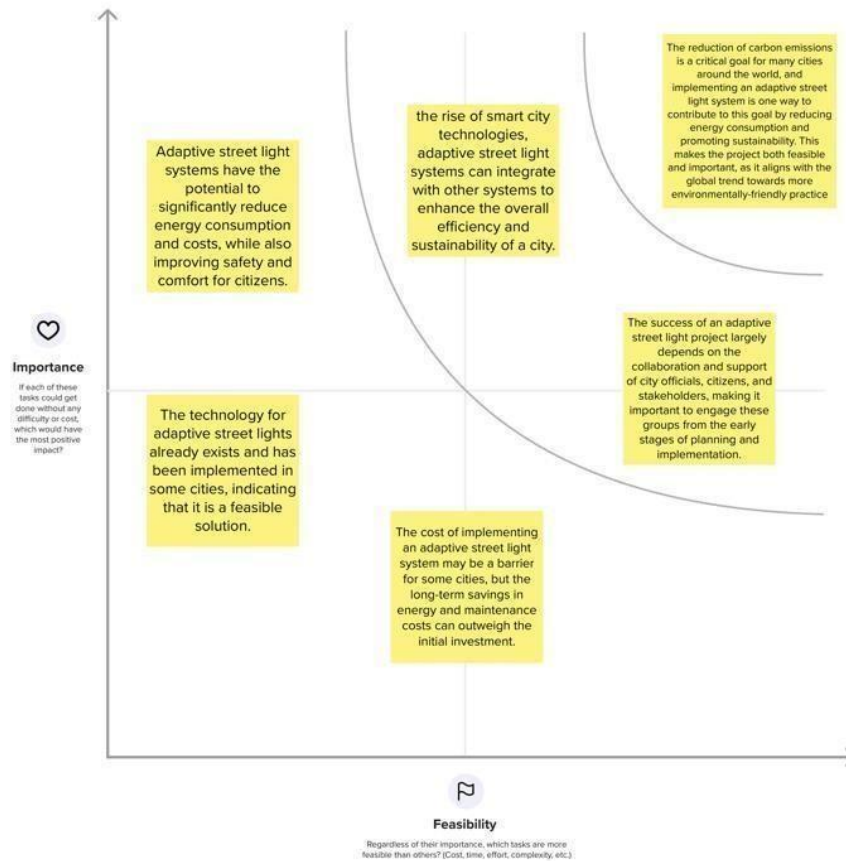 The reduction of carbon emissions
is a critical goal for many cities
around the world, and
implementing an adaptive street
light system is one way to
contribute to this goal by reducing
energy consumption and
promoting sustainability. This
makes the project both feasible
and important, as it aligns with the
global trend towards more
environmentally-friendly practice
the rise of smart city
technologies,
adaptive street light
systems can integrate
with other systems to
enhance the overall
efficiency and
sustainability of a city.
Adaptive street light
systems have the
potential to
significantly reduce
energy consumption
and costs, while also
improving safety and
comfort for citizens.
The success of an adaptive
street light project largely
depends on the
collaboration and support
of city officials, citizens, and
stakeholders, making it
important to engage these
groups from the early
stages of planning and
implementation.
Importance
If each of these
tasks could get
done without any
difficulty or cost,
which would have
the most positive
impact?
The technology for
adaptive street lights
already exists and has
been implemented in
some cities, indicating
that it is a feasible
solution.
The cost of implementing
an adaptive street light
system may be a barrier
for some cities, but the
long-term savings in
energy and maintenance
costs can outweigh the
initial investment.
Feasibility
Regardless of their importance, which tasks are more
feasible than others? (Cost, time, effort, complexity, etc.)